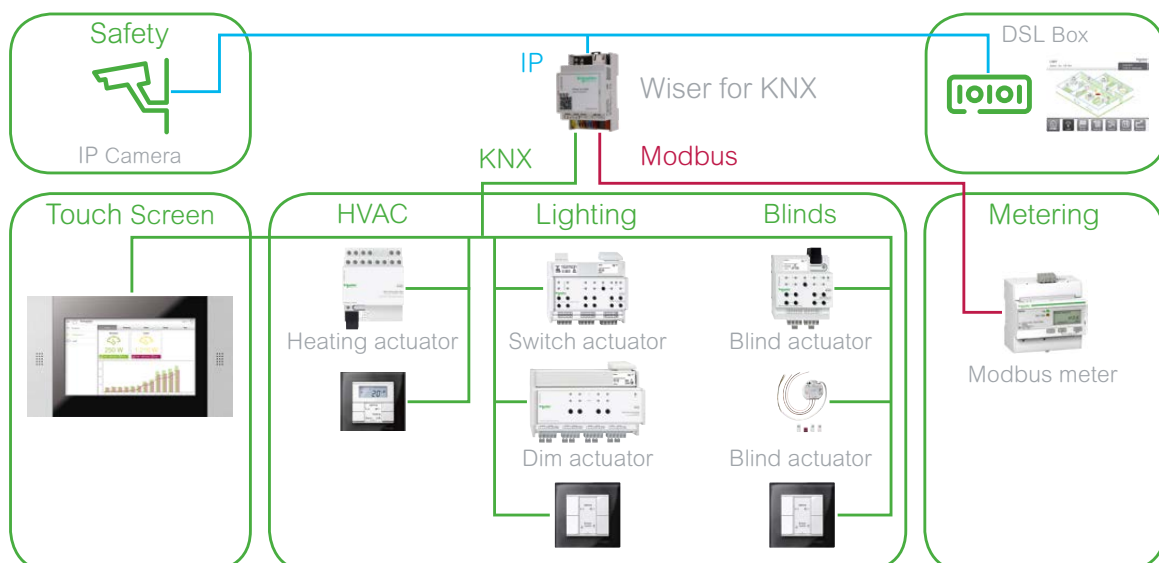 Safety
IP Camera
IP
Wiser for KNX
DSL Box
KNX
Modbus
Touch Screen
HVAC
Lighting
Blinds
Metering
Heating actuator
Switch actuator
Blind actuator
Modbus meter
Dim actuator
Blind actuator